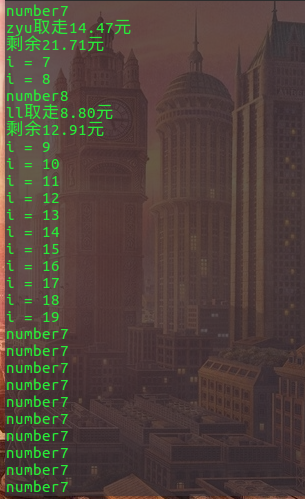 number7
zyu取走14.47元
剩余21.71元
i = 7
i = 8
number8
ll取走8.80元
剩余12.91元
i = 9
i = 10
i = 11
i = 12
i = 13
i = 14
i = 15
i = 16
i = 17
i = 18
i = 19
number7
number7
number7
number7
number7
number7
number7
number7
number7
number7